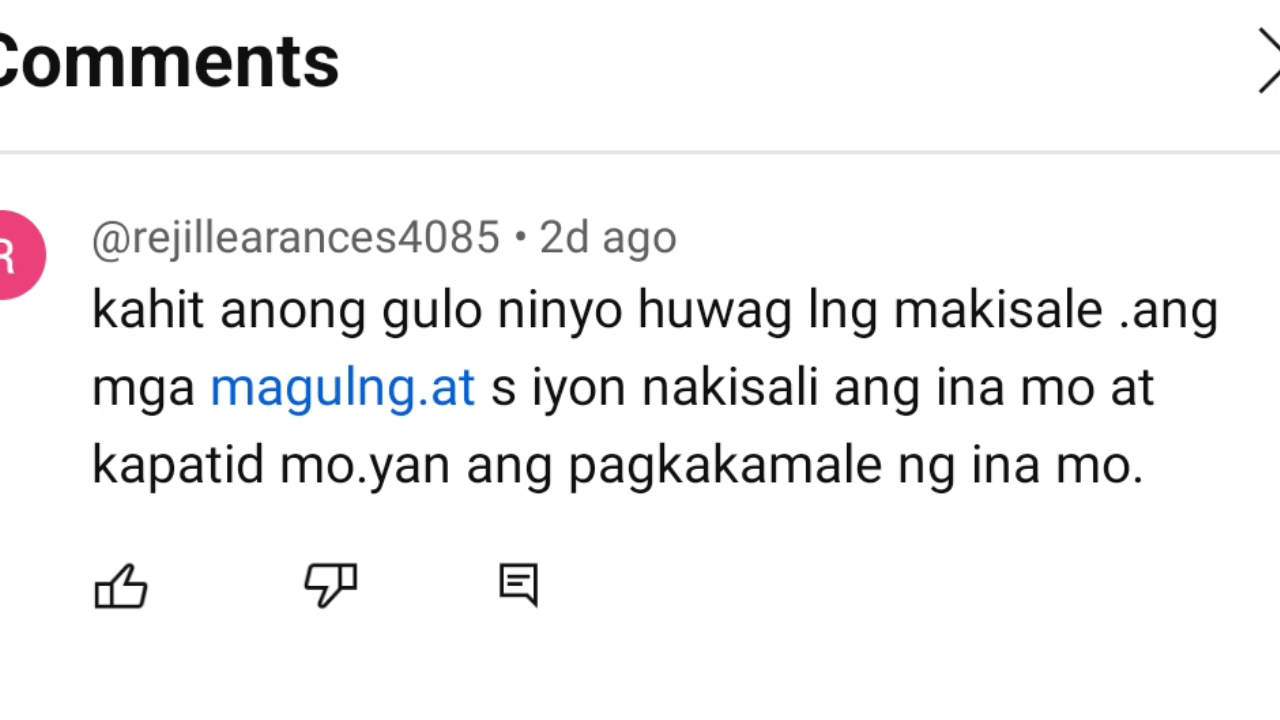 Comments
R
@rejillearances4085 • 2d ago
kahit anong gulo ninyo huwag lng makisale .ang
mga magulng.at s iyon nakisali ang ina mo at
kapatid mo.yan ang pagkakamale ng ina mo.